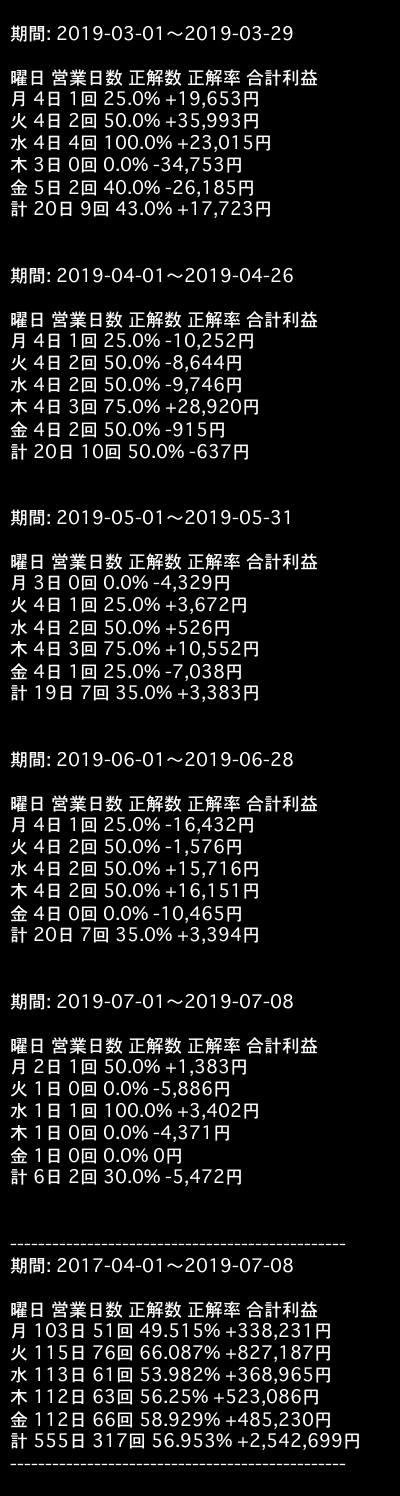 期間: 2019-03-01〜2019-03-29
曜日 営業日数 正解数 正解率 合計利益
月 4日 1回 25.0% +19,653円
火 4日 2回 50.0% +35,993円
水 4日 4回 100.0% +23,015円
木 3日 0回 0.0% -34,753円
金 5日 2回 40.0% -26,185円
計 20日 9回 43.0% +17,723円
期間: 2019-04-01〜2019-04-26
曜日 営業日数 正解数 正解率 合計利益
月 4日 1回 25.0% -10,252円
火 4日 2回 50.0% -8,644円
水 4日 2回 50.0% -9,746円
木 4日 3回 75.0% +28,920円
金 4日 2回 50.0% -915円
計 20日 10回 50.0% -637円
期間: 2019-05-01〜2019-05-31
曜日 営業日数 正解数 正解率 合計利益
月 3日 0回 0.0% -4,329円
火 4日 1回 25.0% +3,672円
水 4日 2回 50.0% +526円
木 4日 3回 75.0% +10,552円
金 4日 1回 25.0% -7,038円
計 19日 7回 35.0% +3,383円
期間: 2019-06-01〜2019-06-28
曜日 営業日数 正解数 正解率 合計利益
月 4日 1回 25.0% -16,432円
火 4日 2回 50.0% -1,576円
水 4日 2回 50.0% +15,716円
木 4日 2回 50.0% +16,151円
金 4日 0回 0.0% -10,465円
計 20日 7回 35.0% +3,394円
期間: 2019-07-01〜2019-07-08
曜日 営業日数 正解数 正解率 合計利益
月 2日 1回 50.0% +1,383円
火 1日 0回 0.0% -5,886円
水 1日 1回 100.0% +3,402円
木 1日 0回 0.0% -4,371円
金 1日 0回 0.0% 0円
計 6日 2回 30.0% -5,472円
------------------------------------------------
期間: 2017-04-01〜2019-07-08
曜日 営業日数 正解数 正解率 合計利益
月 103日 51回 49.515% +338,231円
火 115日 76回 66.087% +827,187円
水 113日 61回 53.982% +368,965円
木 112日 63回 56.25% +523,086円
金 112日 66回 58.929% +485,230円
計 555日 317回 56.953% +2,542,699円
------------------------------------------------